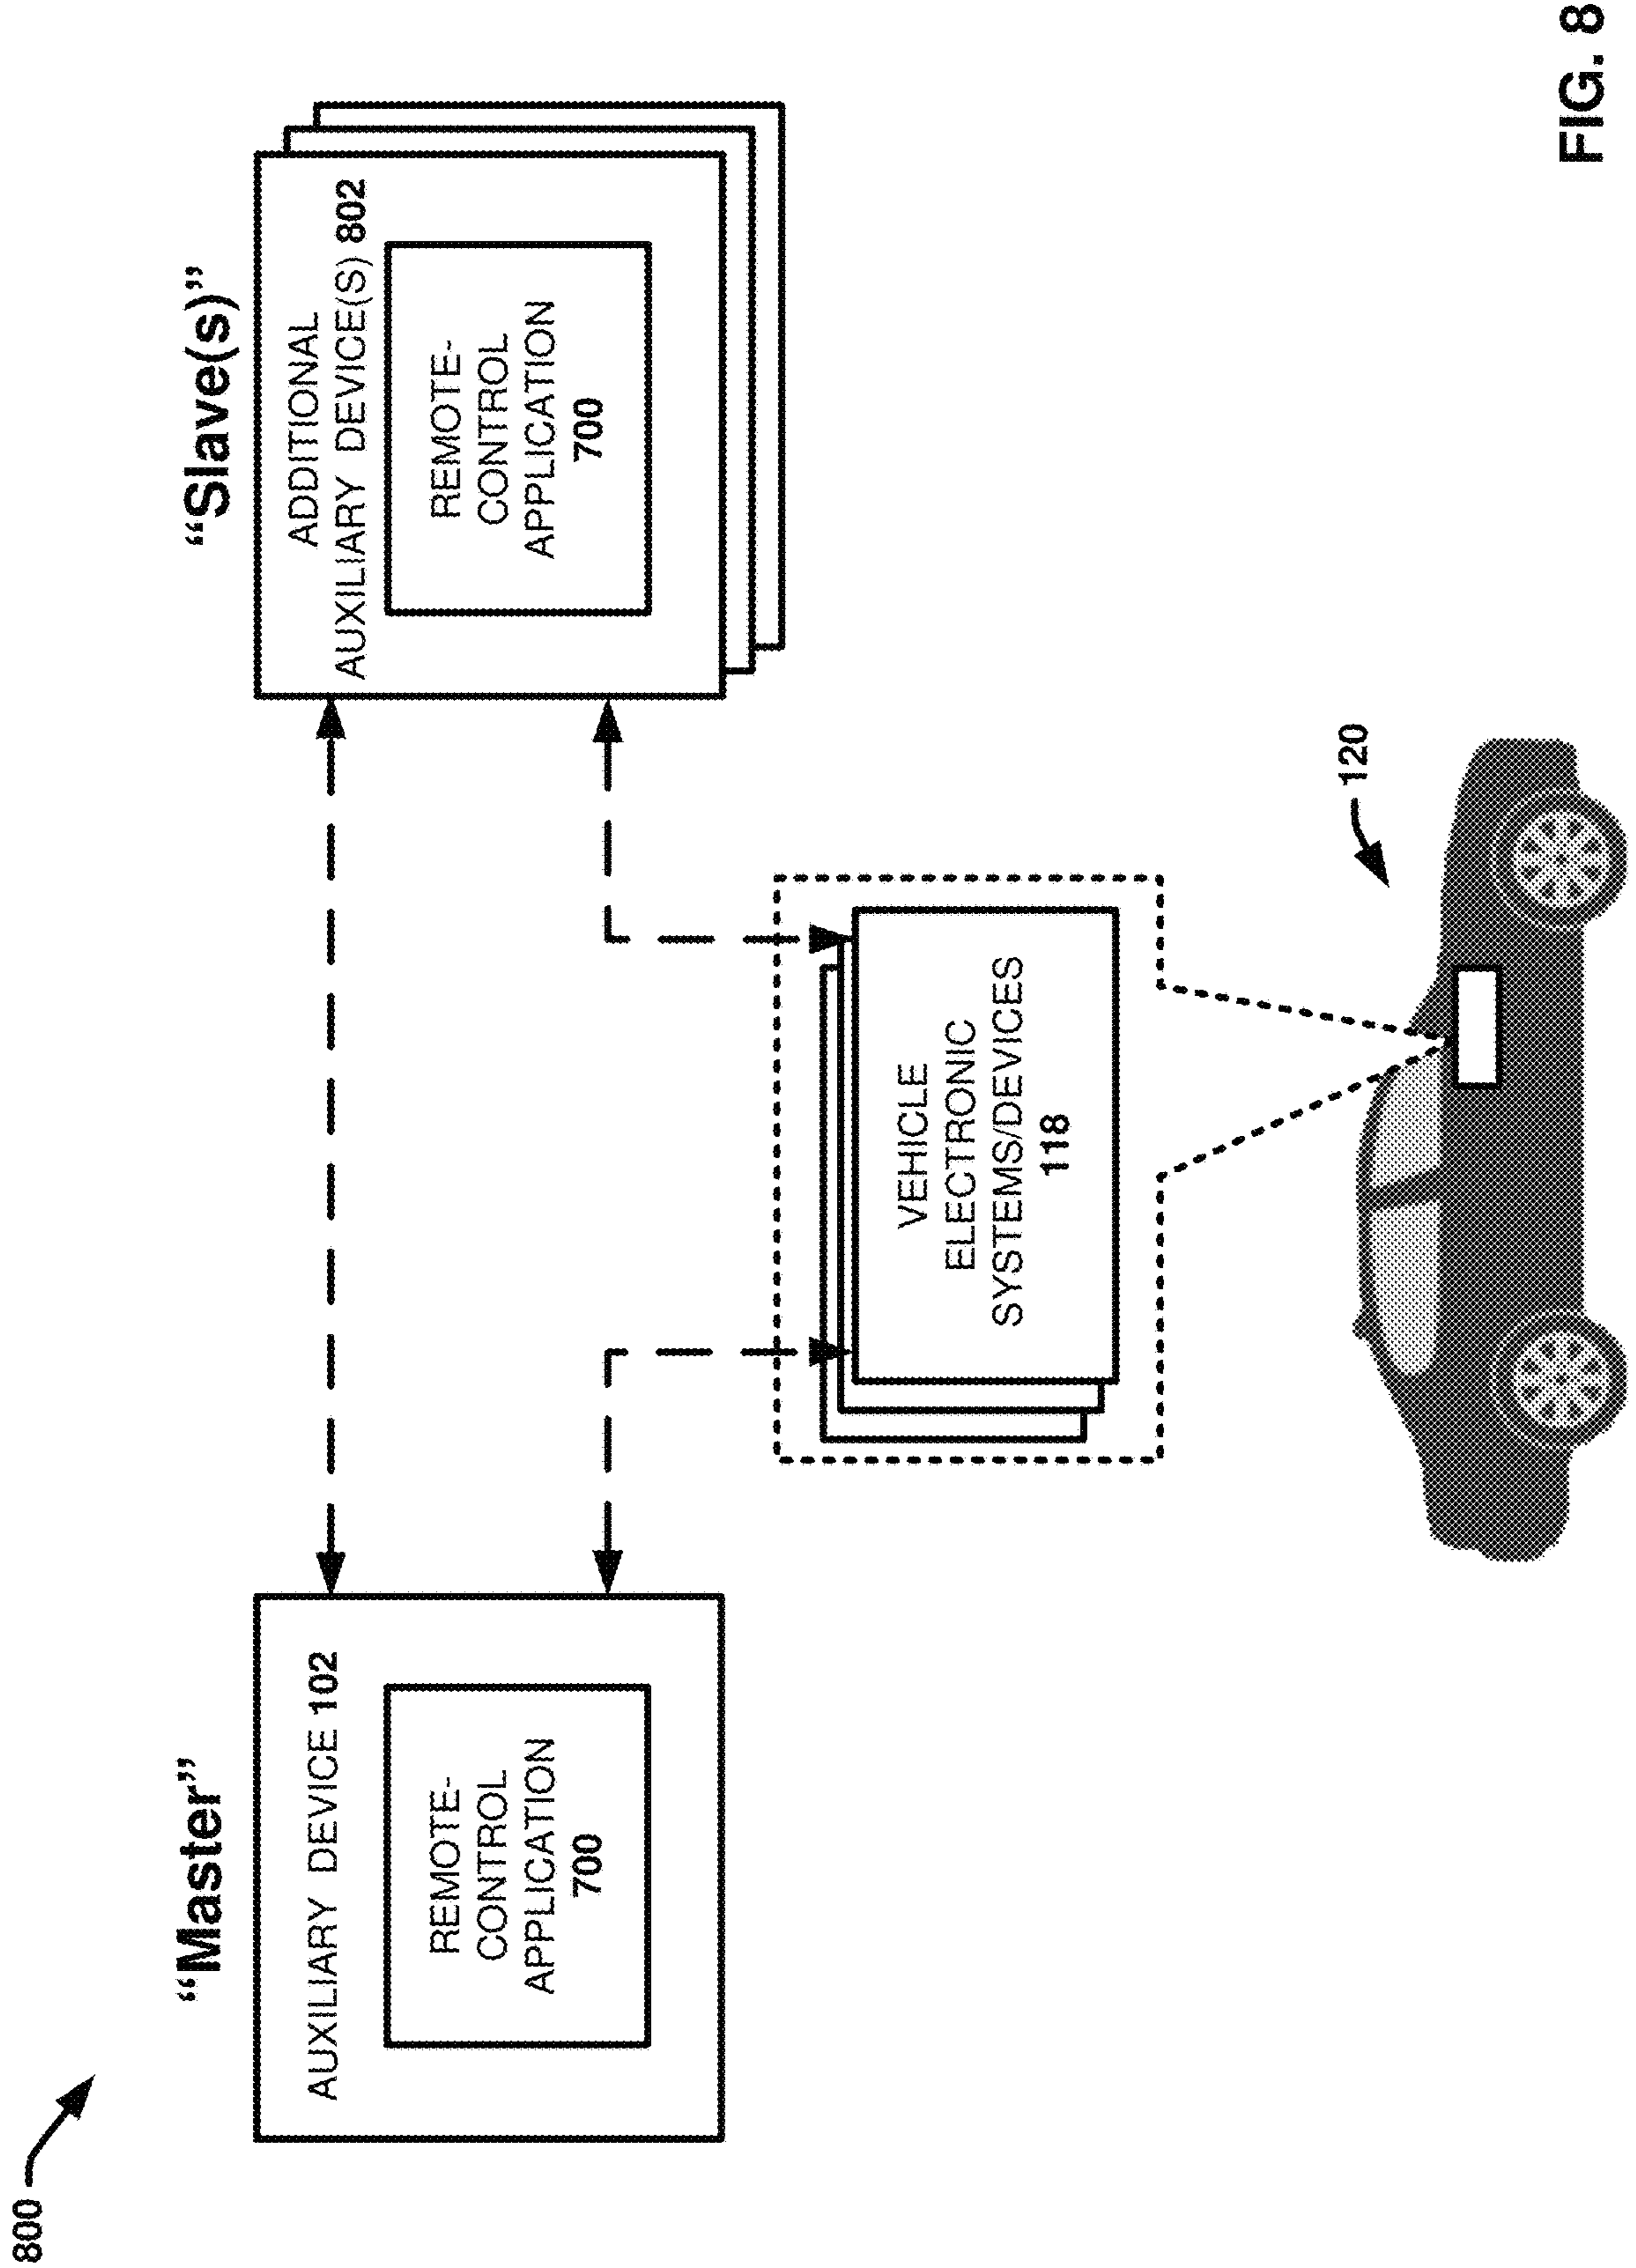 800
“Master”
AUXILIARY DEVICE 102
REMOTE-
CONTROL
APPLICATION
700
“Slave(s)”
ADDITIONAL
AUXILIARY DEVICE(S) 802
REMOTE-
CONTROL
APPLICATION
700
VEHICLE
ELECTRONIC
SYSTEMS/DEVICES
118
120
FIG. 8